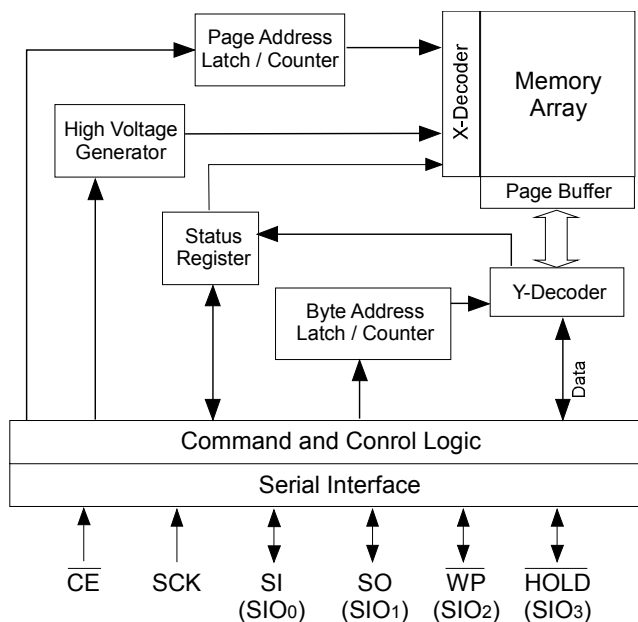 Page Address
Latch / Counter
X-Decoder
Memory
Array
High Voltage
Generator
Page Buffer
Status
Register
Y-Decoder
Byte Address
Latch / Counter
Data
Command and Conrol Logic
Serial Interface
CE
SCK
SI
(SIO0)
SO
(SIO1)
WP
(SIO2)
HOLD
(SIO3)